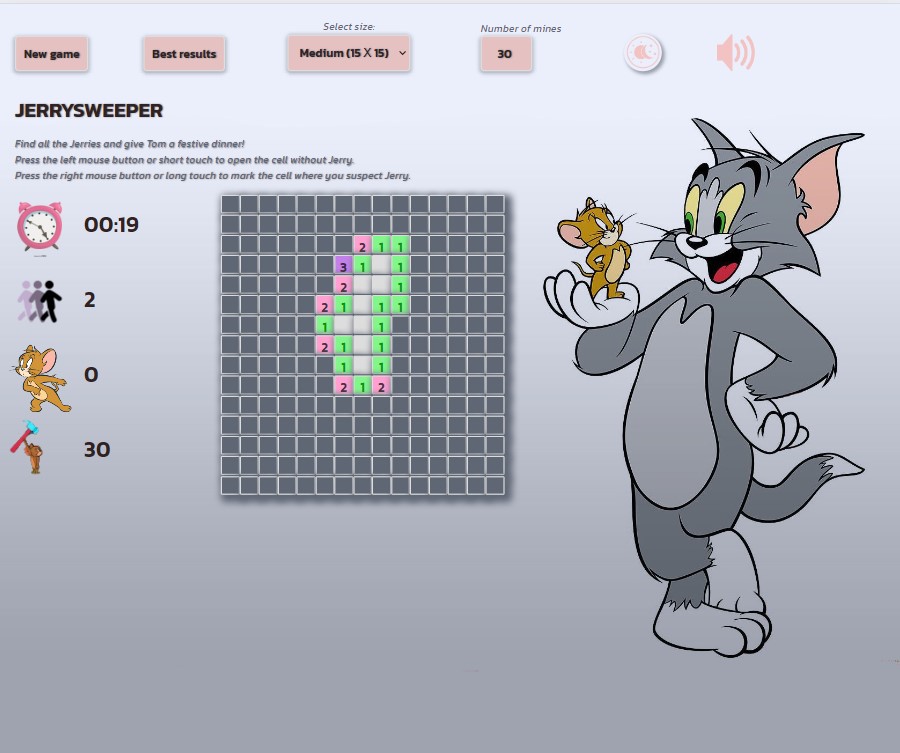 Select size:
Number of mines
New game
Best results
Medium (15 X 15)
30
JERRYSWEEPER
Find all the Jerries and give Tom a festive dinner!
Press the left mouse button or short touch to open the cell without Jerry.
Press the right mouse button or long touch to mark the cell where you suspect Jerry.
00:19
2
0
30
2 1 1
3 1 1
2 1
2 1 1 1
1 1
2 1 1
1 1
2 1 2